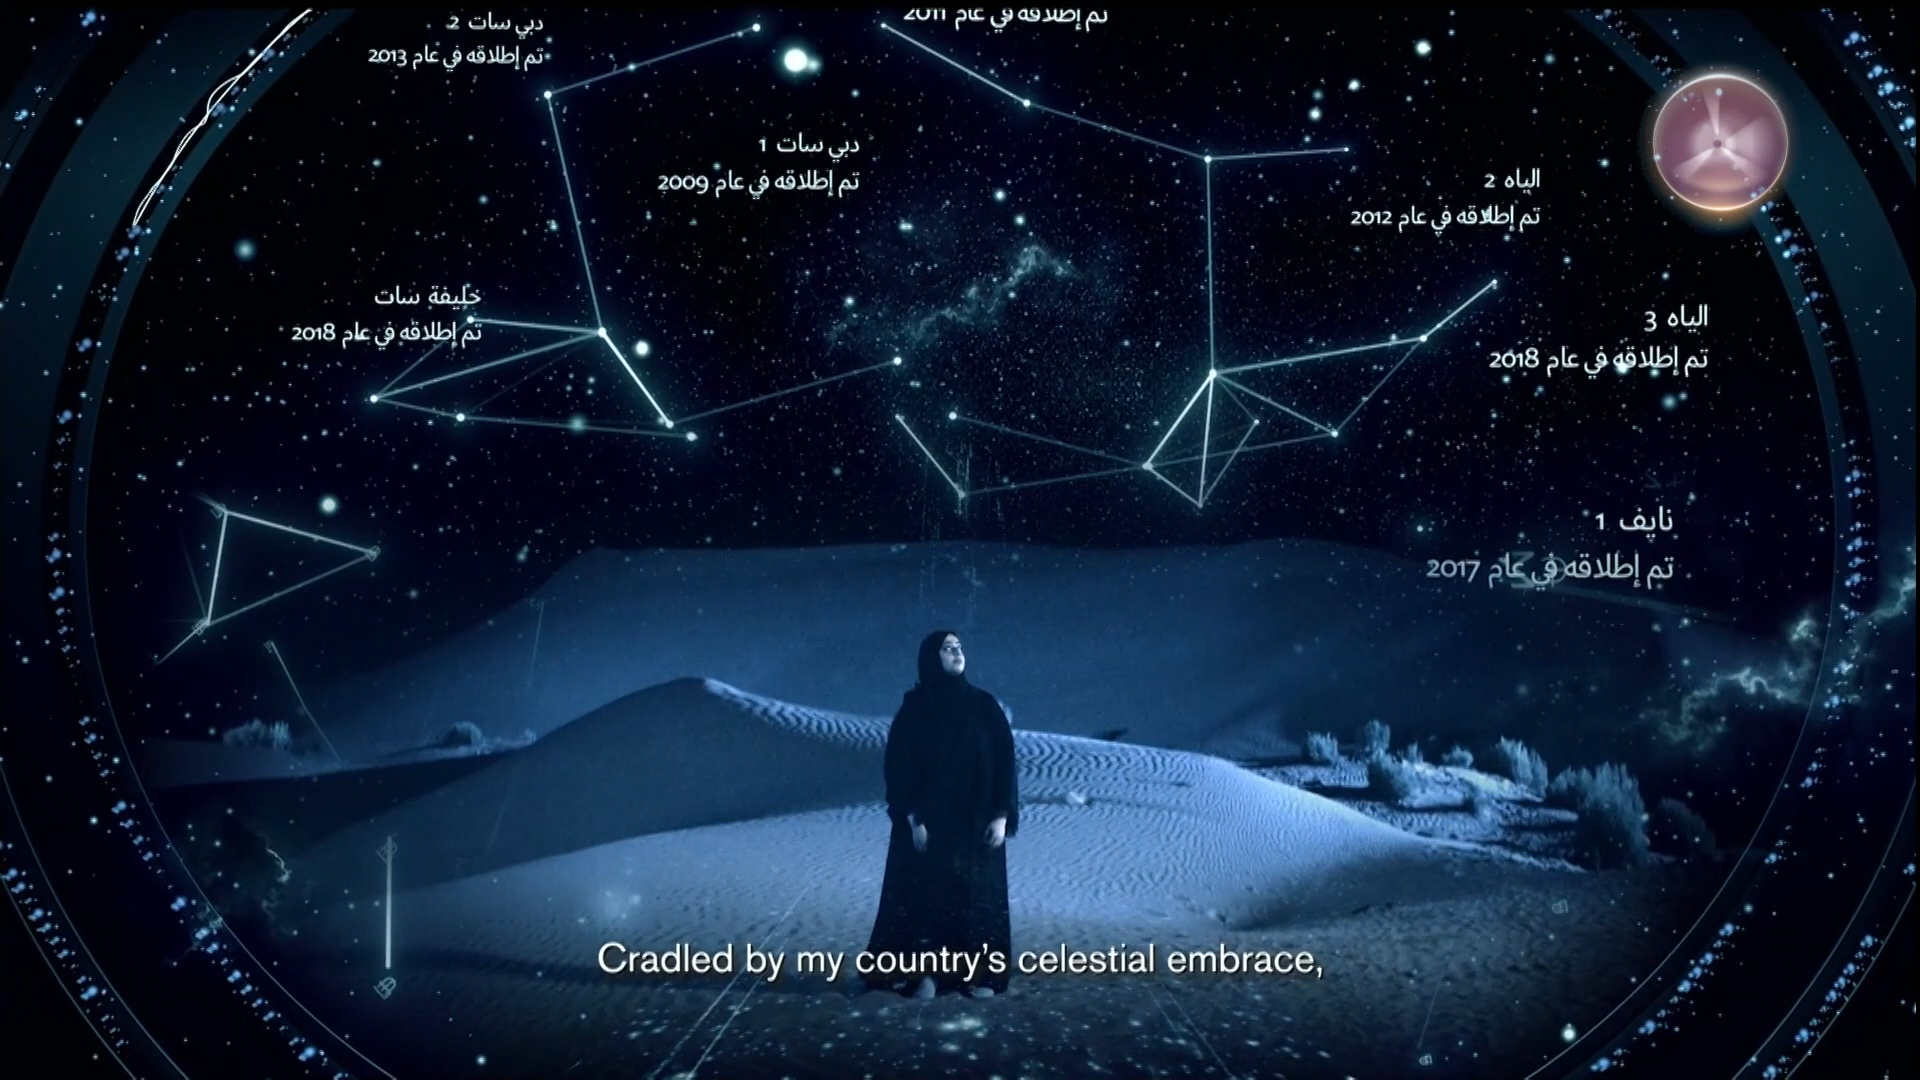 تم إطلاقه في عام 2011
دبي سات 2
تم إطلاقه في عام 2013
دبي سات 1
تم إطلاقه في عام 2009
الياه 2
تم إطلاقه في عام 2012
خليفة سات
تم إطلاقه في عام 2018
الياه 3
تم إطلاقه في عام 2018
نايف 1
تم إطلاقه في عام 2017
Cradled by my country's celestial embrace,